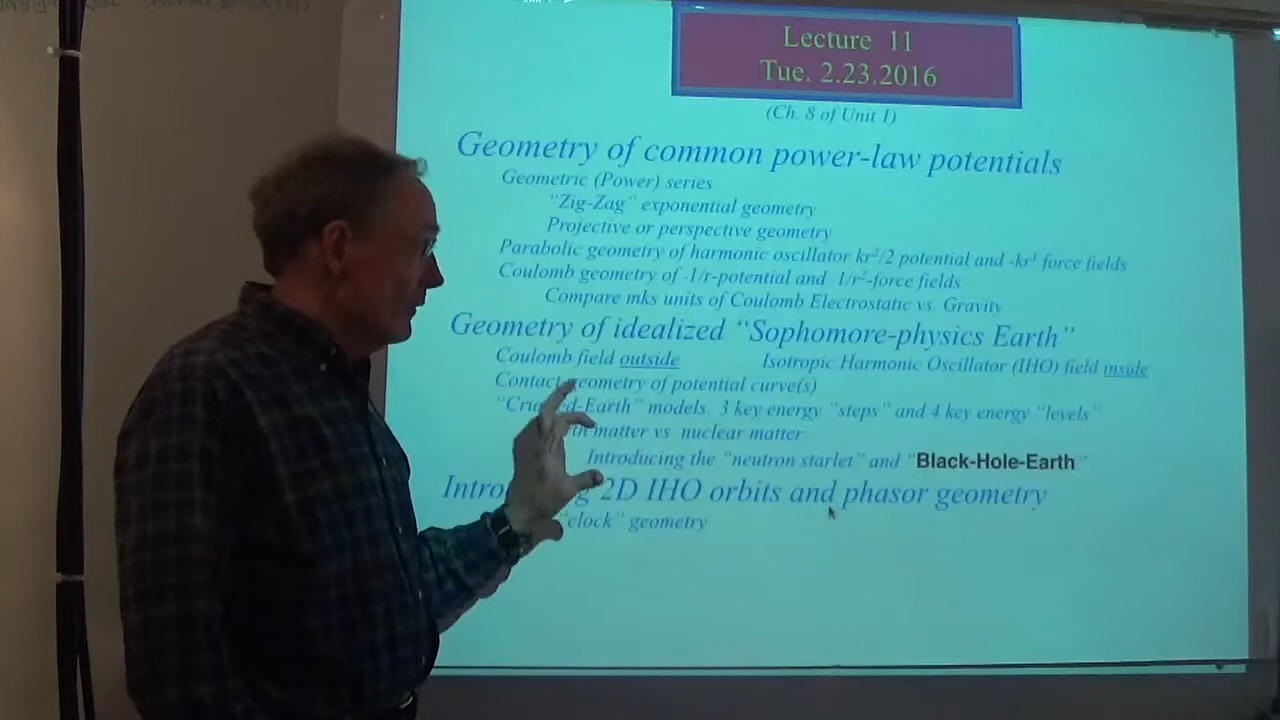 Lecture 11
Tue. 2.23.2016
(Ch. 8 of Unit 1)
Geometry of common power-law potentials
Geometric (Power) series
“Zig-Zag” exponential geometry
Projective or perspective geometry
Parabolic geometry of harmonic oscillator kr²/2 potential and -kr¹ force fields
Coulomb geometry of -1/r-potential and -1/r²-force fields
Compare mks units of Coulomb Electrostatic vs. Gravity
Geometry of idealized “Sophomore-physics Earth”
Coulomb field outside Isotropic Harmonic Oscillator (IHO) field inside
Contact geometry of potential curve(s)
“Crushed-Earth” models. 3 key energy “steps” and 4 key energy “levels”
matter vs nuclear matter
Introducing the “neutron starlet” and “Black-Hole-Earth”
2D IHO orbits and phasor geometry
“clock” geometry